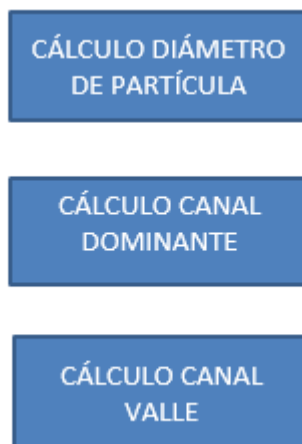 CÁLCULO DIÁMETRO
DE PARTÍCULA
CÁLCULO CANAL
DOMINANTE
CÁLCULO CANAL
VALLE